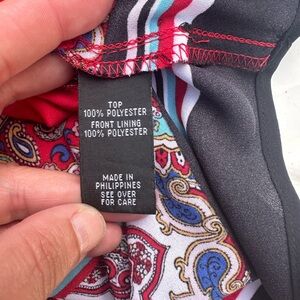 TOP
100% POLYESTER
FRONT LINING
100% POLYESTER
MADE IN
PHILIPPINES
SEE OVER
FOR CARE